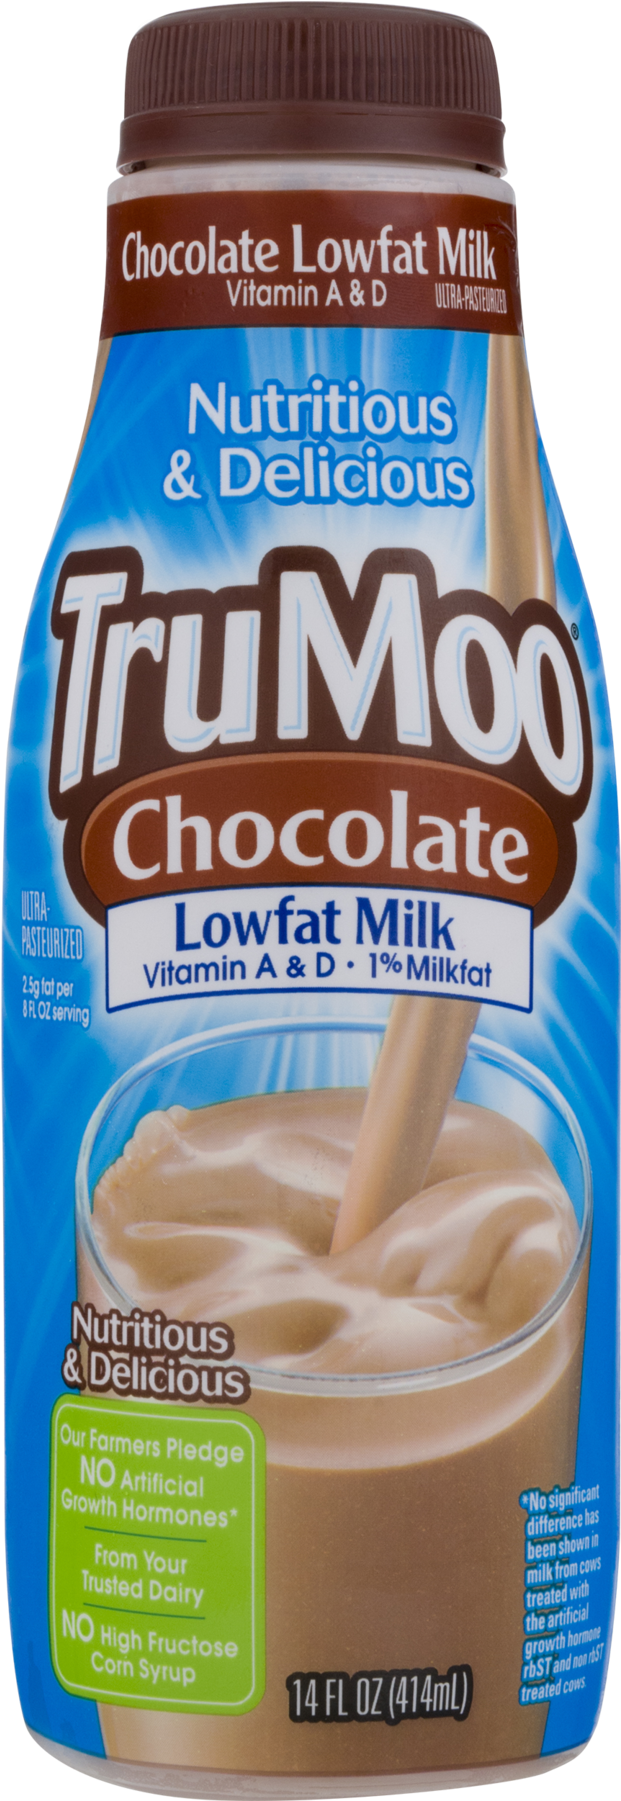 Chocolate Lowfat Milk
Vitamin A & D
ULTRA-PASTEURIZED
Nutritious
& Delicious
TruMoo®
Chocolate
Lowfat Milk
Vitamin A & D • 1% Milkfat
ULTRA-
PASTEURIZED
2.5g fat per
8 FL OZ serving
Nutritious
& Delicious
Our Farmers Pledge
NO Artificial
Growth Hormones*
From Your
Trusted Dairy
NO High Fructose
Corn Syrup
*No significant
difference has
been shown in
milk from cows
treated with
the artificial
growth hormone
rbST and non rbST
treated cows.
14 FL OZ (414mL)